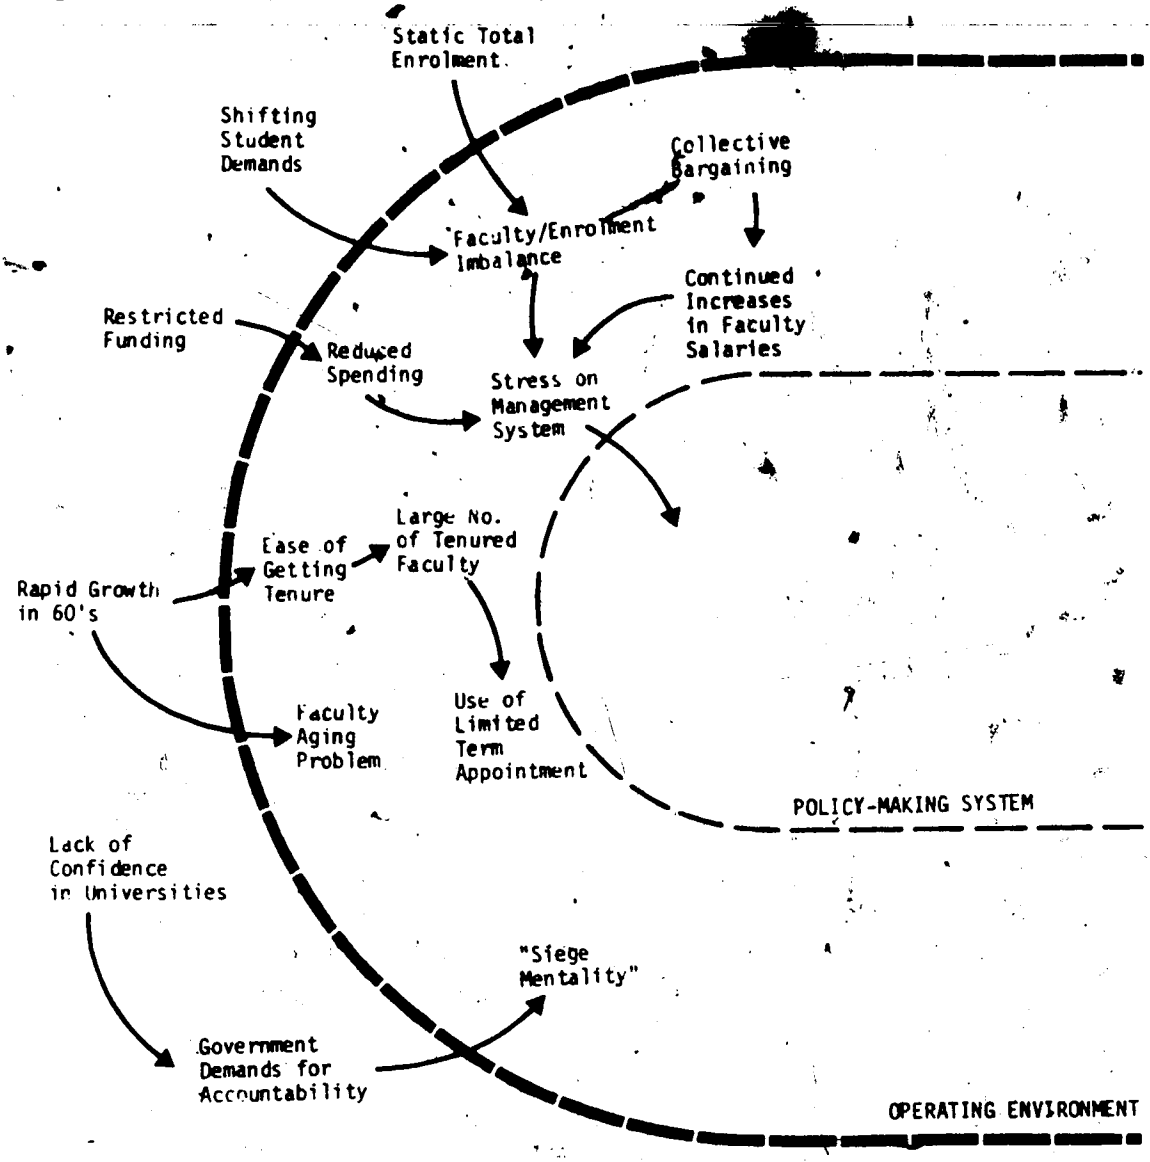 Static Total
Enrolment
Shifting
Student
Demands
Collective
Bargaining
Faculty/Enrolment
Imbalance
Continued
Increases
in Faculty
Salaries
Restricted
Funding
Reduced
Spending
Stress on
Management
System
Large No.
of Tenured
Faculty
Ease of
Getting
Tenure
Rapid Growth
in 60's
Use of
Limited
Term
Appointment
Faculty
Aging
Problem
POLICY-MAKING SYSTEM
Lack of
Confidence
in Universities
"Siege
Mentality"
Government
Demands for
Accountability
OPERATING ENVIRONMENT